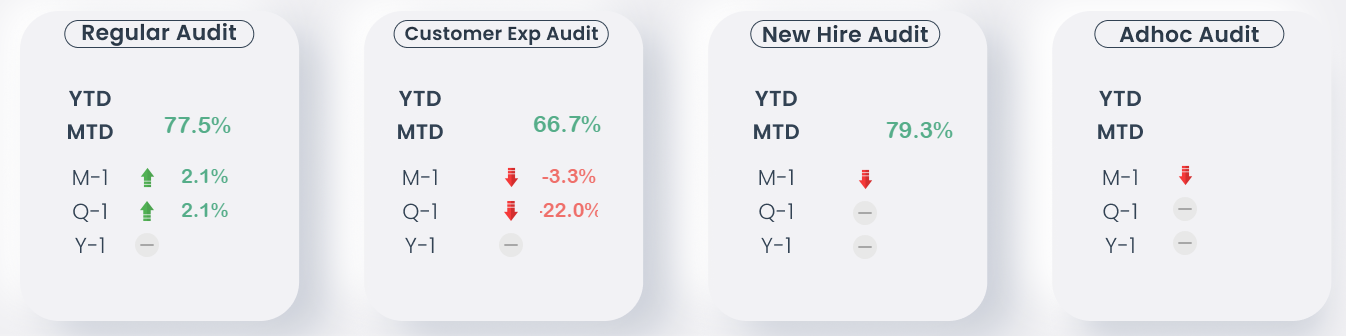 Regular Audit
YTD
MTD 77.5%
M-1 2.1%
Q-1 2.1%
Y-1
Customer Exp Audit
YTD
MTD 66.7%
M-1 -3.3%
Q-1 -22.0%
Y-1
New Hire Audit
YTD
MTD 79.3%
M-1
Q-1
Y-1
Adhoc Audit
YTD
MTD
M-1
Q-1
Y-1